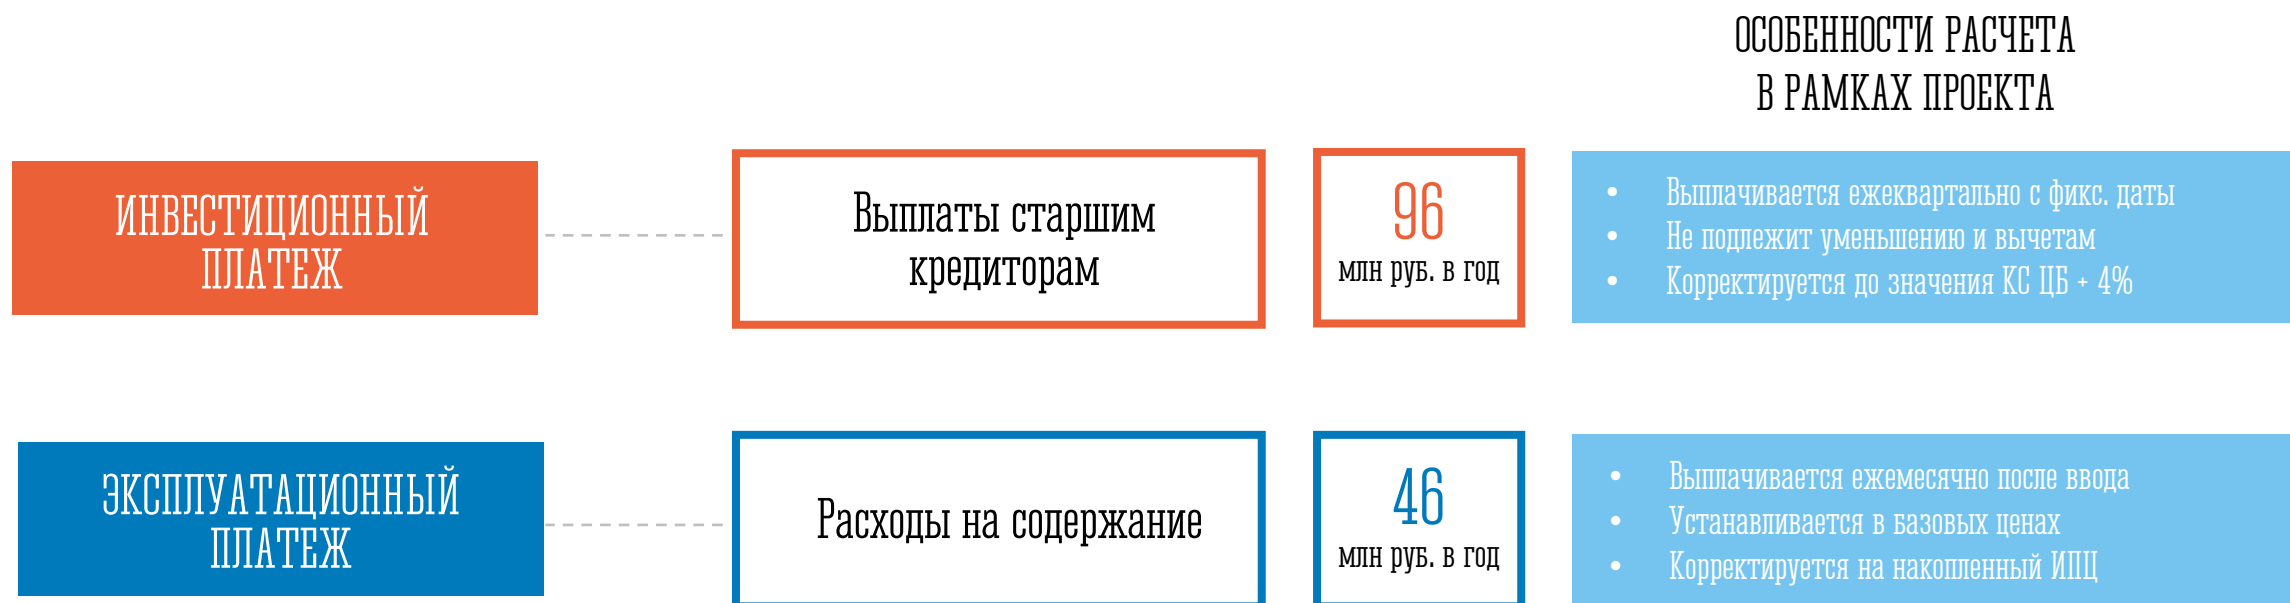 ОСОБЕННОСТИ РАСЧЕТА
В РАМКАХ ПРОЕКТА
ИНВЕСТИЦИОННЫЙ
ПЛАТЕЖ
Выплаты старшим
кредиторам
96
млн руб. в год
• Выплачивается ежеквартально с фикс. даты
• Не подлежит уменьшению и вычетам
• Корректируется до значения КС ЦБ + 4%
ЭКСПЛУАТАЦИОННЫЙ
ПЛАТЕЖ
Расходы на содержание
46
млн руб. в год
• Выплачивается ежемесячно после ввода
• Устанавливается в базовых ценах
• Корректируется на накопленный ИПЦ